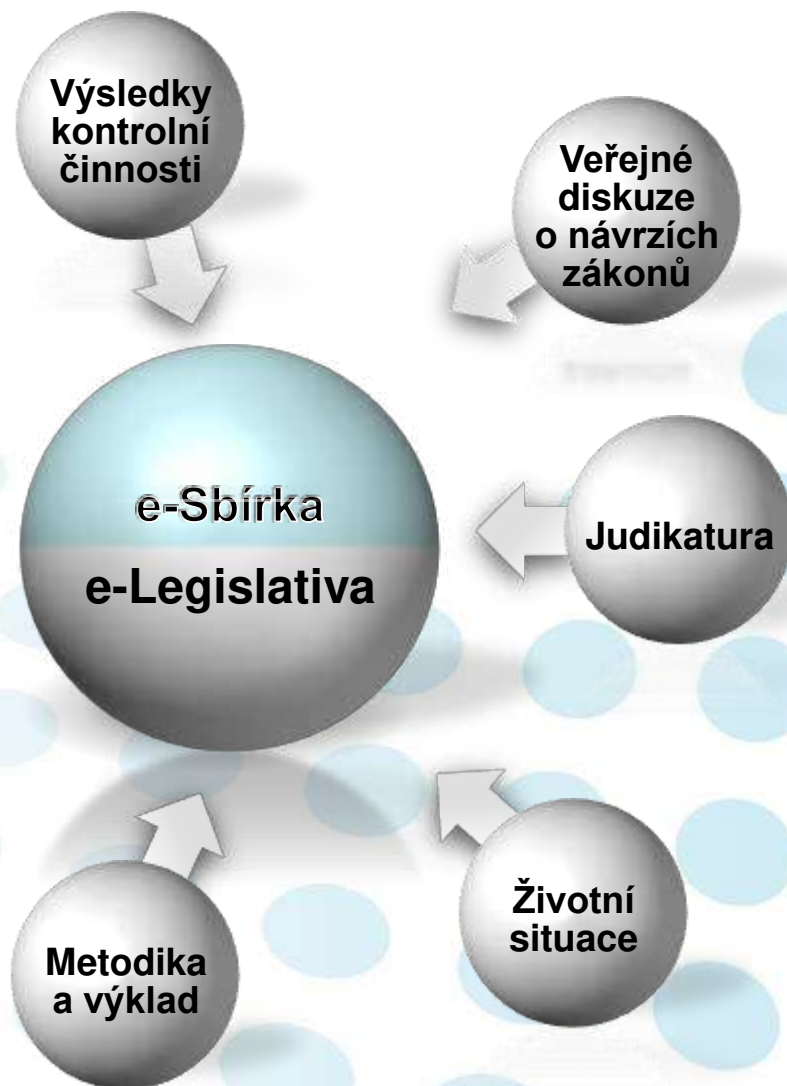 Výsledky
kontrolní
činnosti
Veřejné
diskuze
o návrzích
zákonů
e-Sbírka
e-Legislativa
Judikatura
Životní
situace
Metodika
a výklad